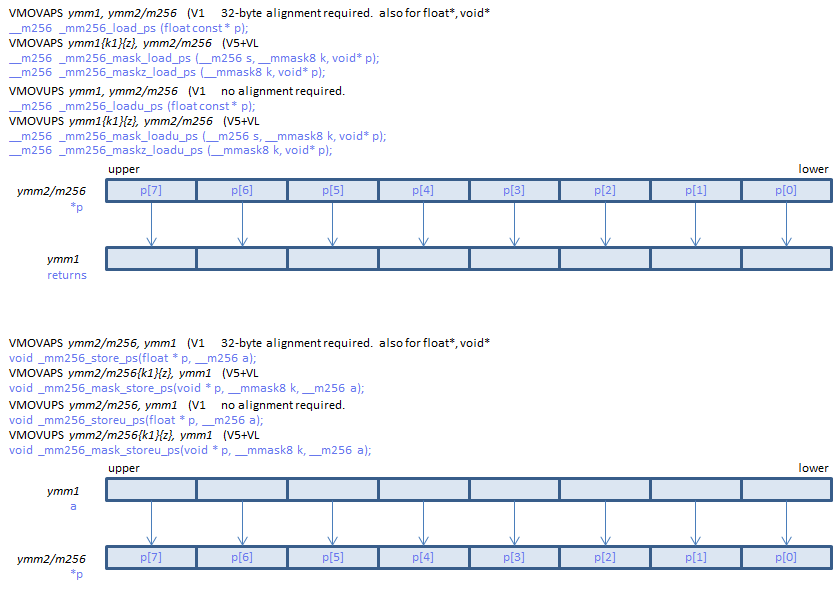 VMOVAPS ymm1, ymm2/m256 (V1 32-byte alignment required. also for float*, void*
__m256 _mm256_load_ps (float const * p);
VMOVAPS ymm1{k1}{z}, ymm2/m256 (V5+VL
__m256 _mm256_mask_load_ps (__m256 s, __mmask8 k, void* p);
__m256 _mm256_maskz_load_ps (__mmask8 k, void* p);
VMOVUPS ymm1, ymm2/m256 (V1 no alignment required.
__m256 _mm256_loadu_ps (float const * p);
VMOVUPS ymm1{k1}{z}, ymm2/m256 (V5+VL
__m256 _mm256_mask_loadu_ps (__m256 s, __mmask8 k, void* p);
__m256 _mm256_maskz_loadu_ps (__mmask8 k, void* p);
upper lower
ymm2/m256 p[7] p[6] p[5] p[4] p[3] p[2] p[1] p[0]
*p
ymm1
returns
VMOVAPS ymm2/m256, ymm1 (V1 32-byte alignment required. also for float*, void*
void _mm256_store_ps(float * p, __m256 a);
VMOVAPS ymm2/m256{k1}{z}, ymm1 (V5+VL
void _mm256_mask_store_ps(void * p, __mmask8 k, __m256 a);
VMOVUPS ymm2/m256, ymm1 (V1 no alignment required.
void _mm256_storeu_ps(float * p, __m256 a);
VMOVUPS ymm2/m256{k1}{z}, ymm1 (V5+VL
void _mm256_mask_storeu_ps(void * p, __mmask8 k, __m256 a);
upper lower
ymm1
a
ymm2/m256 p[7] p[6] p[5] p[4] p[3] p[2] p[1] p[0]
*p